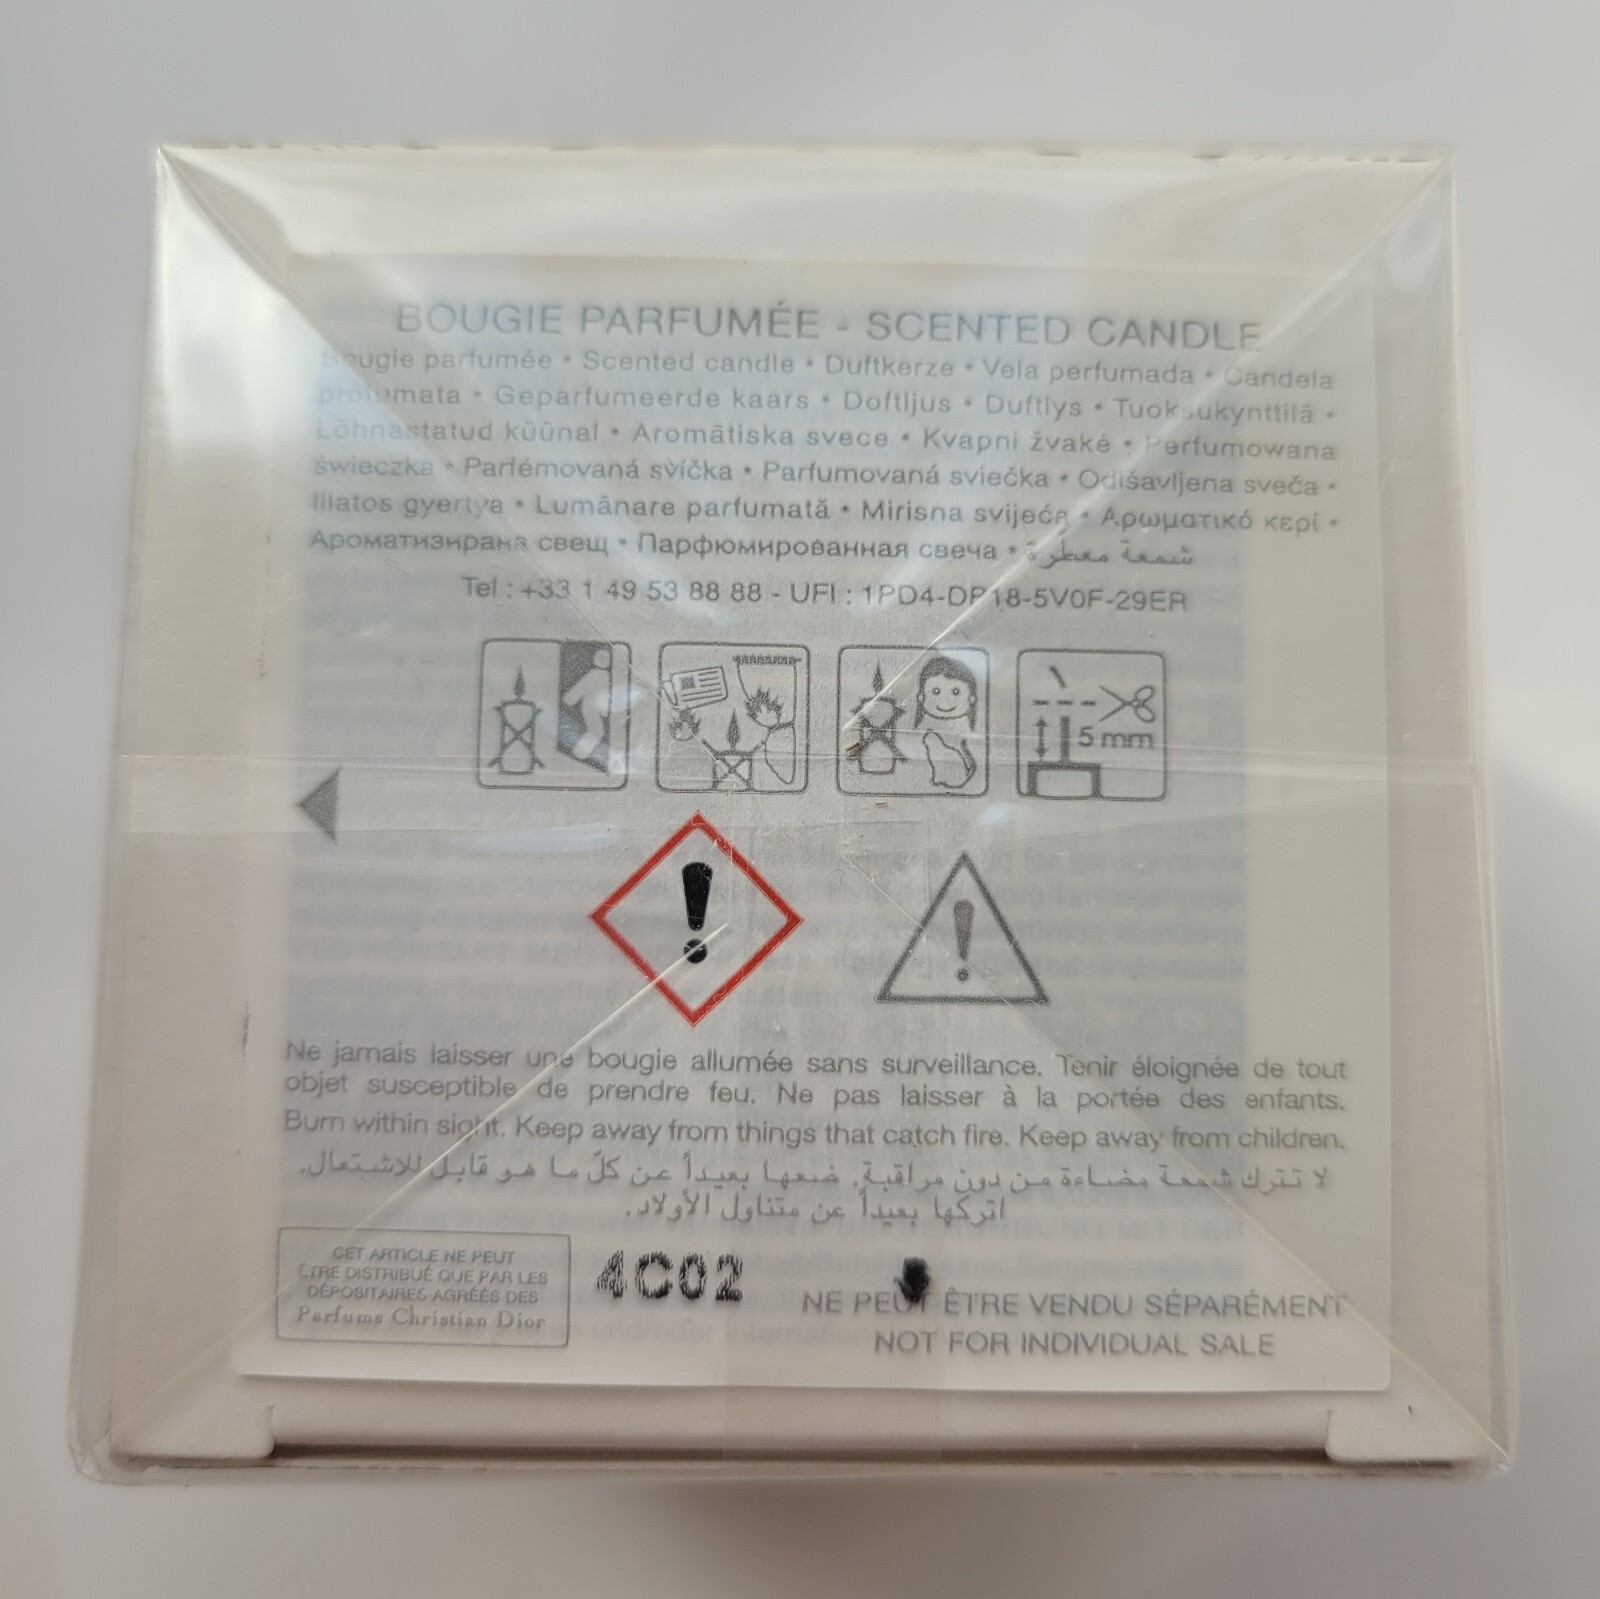 BOUGIE PARFUMÉE - SCENTED CANDLE
Bougie parfumée • Scented candle • Duftkerze • Vela perfumada • Candela
profumata • Geparfumeerde kaars • Doftljus • Duftlys • Tuoksukynttilä •
Lõhnastatud küünal • Aromātiska svece • Kvapni žvakė • Perfumowana
świeczka • Parfémovaná svíčka • Parfumovaná sviečka • Odišavljena sveča •
Illatos gyertya • Lumânare parfumată • Mirisna svijeća • Αρωματικό κερί •
Ароматизирана свещ • Парфюмированная свеча • شمعة معطرة
Tel : +33 1 49 53 88 88 - UFI : 1PD4-DP18-5V0F-29ER
5 mm
Ne jamais laisser une bougie allumée sans surveillance. Tenir éloignée de tout
objet susceptible de prendre feu. Ne pas laisser à la portée des enfants.
Burn within sight. Keep away from things that catch fire. Keep away from children.
لا تترك شمعة مضاءة من دون مراقبة. ضعها بعيداً عن كلّ ما هو قابل للاشتعال.
اتركها بعيداً عن متناول الأولاد.
CET ARTICLE NE PEUT
ÊTRE DISTRIBUÉ QUE PAR LES
DÉPOSITAIRES AGRÉÉS DES
Parfums Christian Dior
4C02
NE PEUT ÊTRE VENDU SÉPARÉMENT
NOT FOR INDIVIDUAL SALE